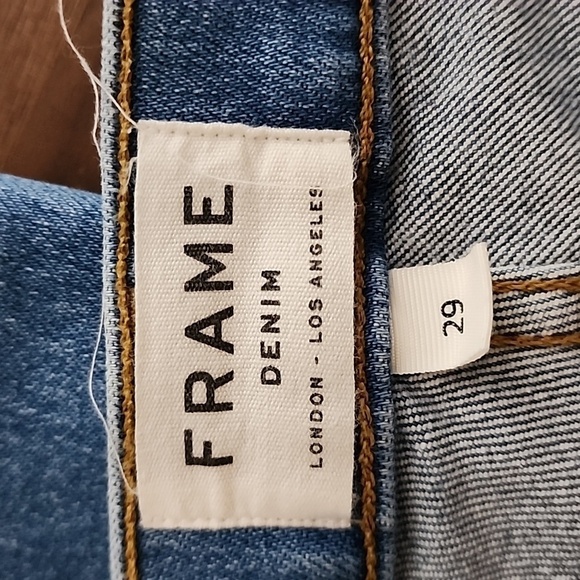 FRAME
DENIM
LONDON - LOS ANGELES
29